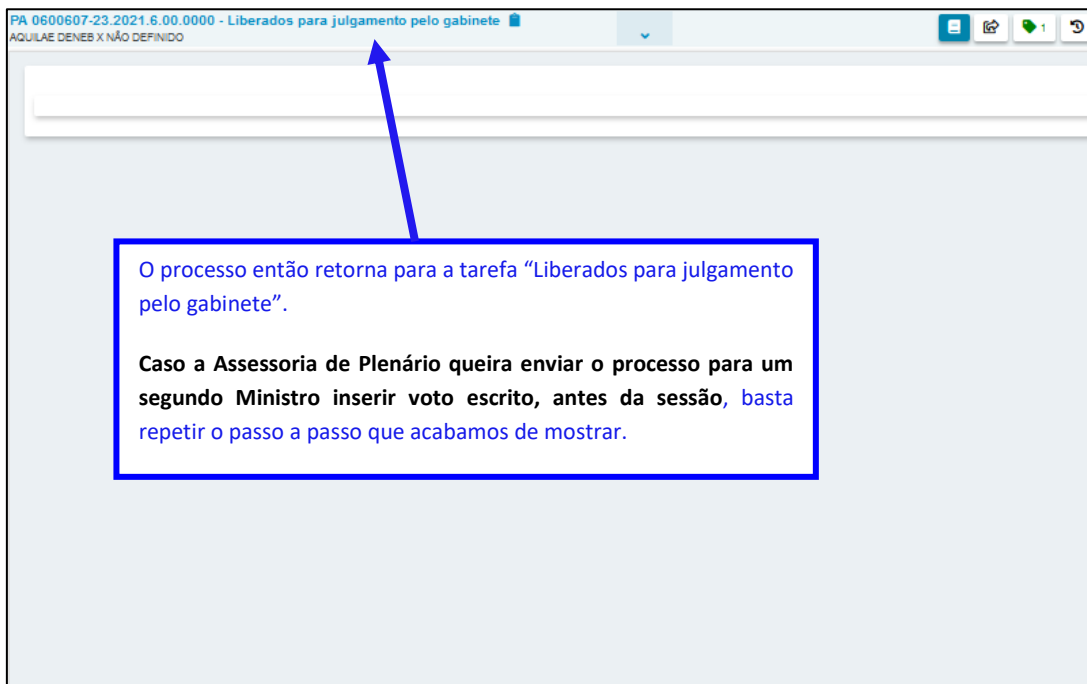 PA 0600607-23.2021.6.00.0000 - Liberados para julgamento pelo gabinete
AQUILAE DENEB X NÃO DEFINIDO
1
O processo então retorna para a tarefa “Liberados para julgamento
pelo gabinete”.
Caso a Assessoria de Plenário queira enviar o processo para um
segundo Ministro inserir voto escrito, antes da sessão, basta
repetir o passo a passo que acabamos de mostrar.